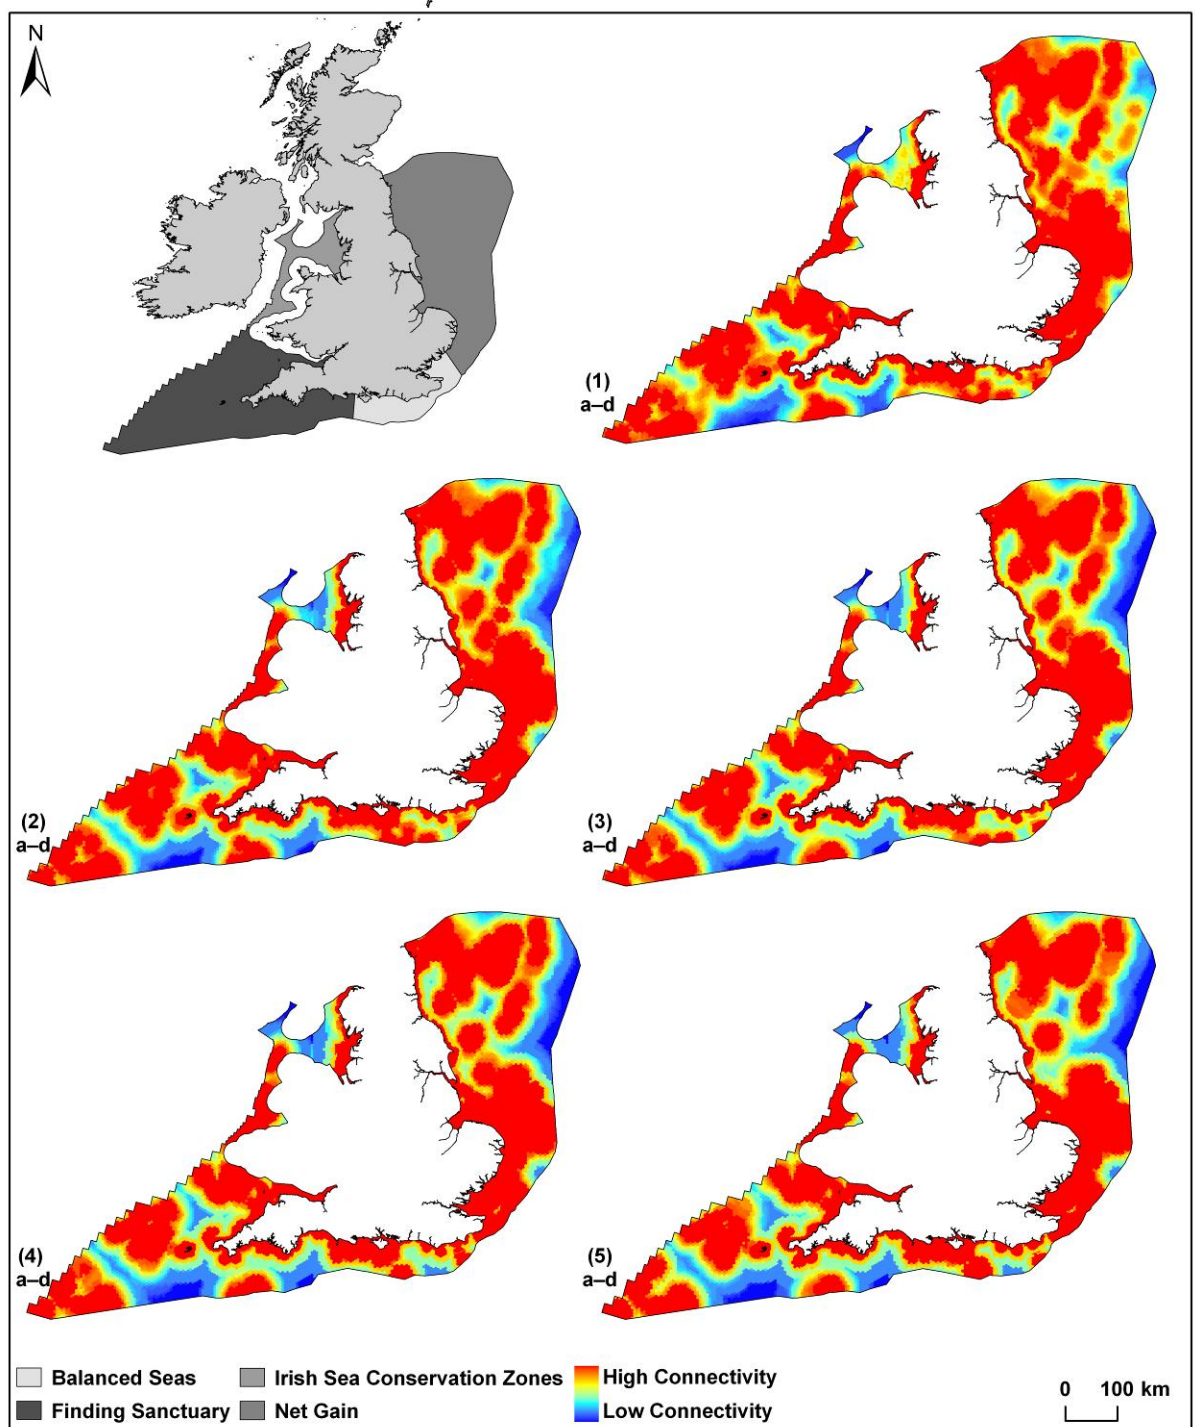 N
(1)
a–d
(2)
a–d
(3)
a–d
(4)
a–d
(5)
a–d
Balanced Seas
Irish Sea Conservation Zones
High Connectivity
0 100 km
Finding Sanctuary
Net Gain
Low Connectivity